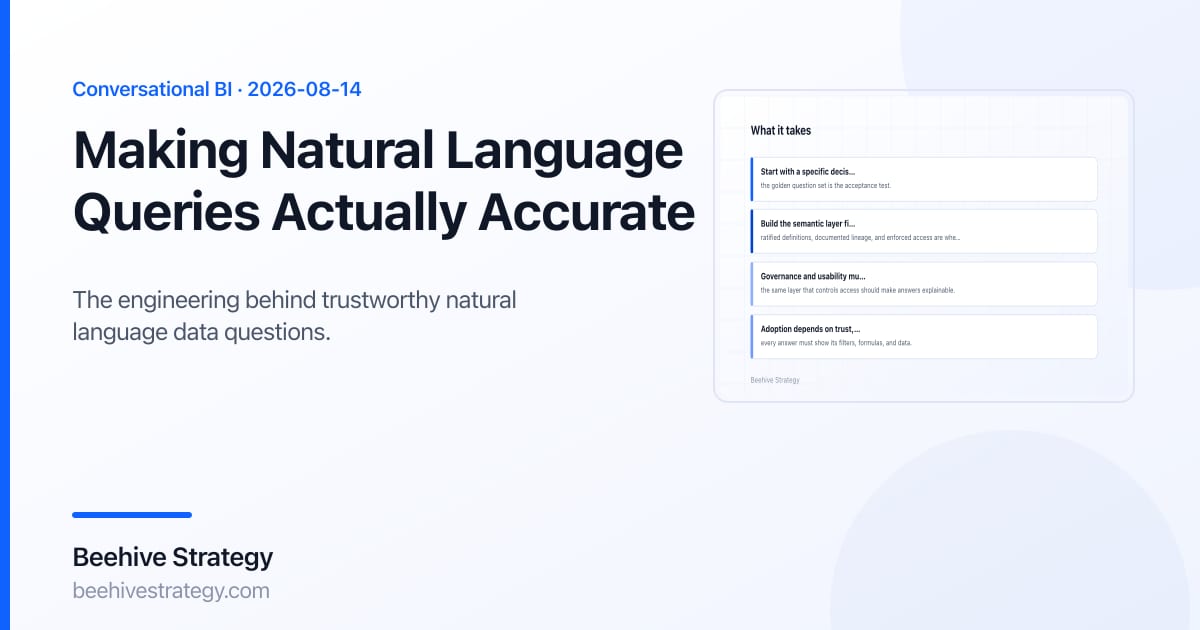 Conversational BI · 2026-08-14
Making Natural Language
Queries Actually Accurate
The engineering behind trustworthy natural
language data questions.
Beehive Strategy
beehivestrategy.com
What it takes
Start with a specific decis...
the golden question set is the acceptance test.
Build the semantic layer fi...
ratified definitions, documented lineage, and enforced access are whe...
Governance and usability mu...
the same layer that controls access should make answers explainable.
Adoption depends on trust,...
every answer must show its filters, formulas, and data.
Beehive Strategy